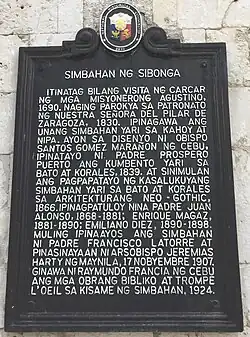 SIMBAHAN NG SIBONGA
ITINATAG BILANG VISITA NG CARCAR
NG MGA MISYONERONG AGUSTINO,
1690. NAGING PAROKYA SA PATRONATO
NG NUESTRA SEÑORA DEL PILAR DE
ZARAGOZA, 1830. IPINAGAWA ANG
UNANG SIMBAHAN YARI SA KAHOY AT
NIPA. AYON SA DISENYO NI OBISPO
SANTOS GOMEZ MARAÑON NG CEBU,
IPINATAYO NI PADRE PROSPERO
PUERTO ANG KUMBENTO YARI SA
BATO AT KORALES, 1839. AT SINIMULAN
ANG PAGPAPATAYO NG KASALUKUYANG
SIMBAHAN YARI SA BATO AT KORALES
SA ARKITEKTURANG NEO-GOTHIC,
1866. IPINAGPATULOY NINA PADRE JUAN
ALONSO, 1868-1881; ENRIQUE MAGAZ,
1881-1890; EMILIANO DIEZ, 1890-1898.
MULING IPINAAYOS ANG SIMBAHAN
NI PADRE FRANCISCO LATORRE AT
PINASINAYAAN NI ARSOBISPO JEREMIAS
HARTY NG MAYNILA, 17 NOBYEMBRE 1907.
GINAWA NI RAYMUNDO FRANCIA NG CEBU
ANG MGA OBRANG BIBLIKO AT TROMPE
L'OEIL SA KISAME NG SIMBAHAN, 1924.